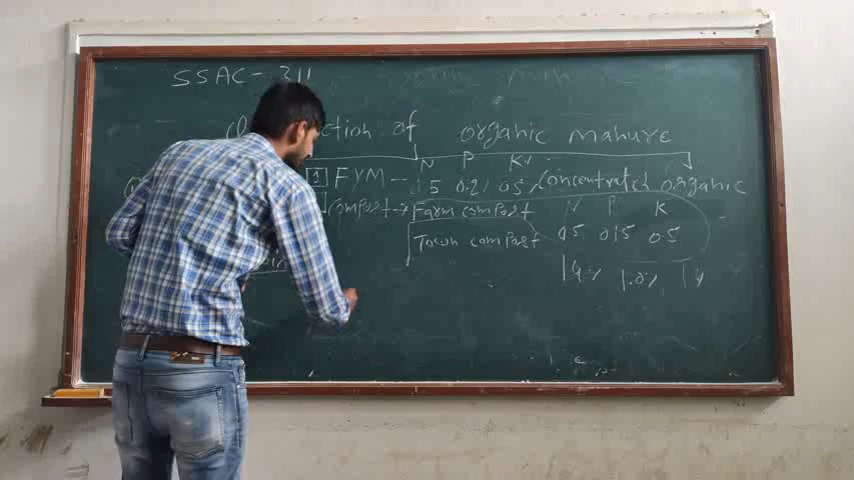 SSAC - 311
ction of organic manure
N P K
1 FYM - 0.5 0.2 0.5 Concentrated organic
Compost → Farm compost N P K
Town compost 0.5 0.15 0.5
1.4% 1.0% 1.4